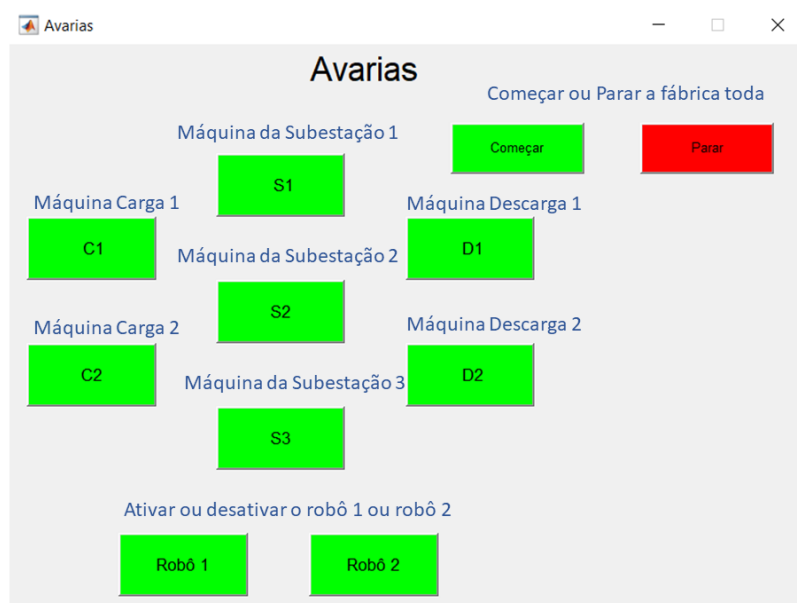 Avarias
Avarias
Começar ou Parar a fábrica toda
Começar
Parar
Máquina da Subestação 1
S1
Máquina Carga 1
C1
Máquina Descarga 1
D1
Máquina da Subestação 2
S2
Máquina Carga 2
C2
Máquina Descarga 2
D2
Máquina da Subestação 3
S3
Ativar ou desativar o robô 1 ou robô 2
Robô 1
Robô 2